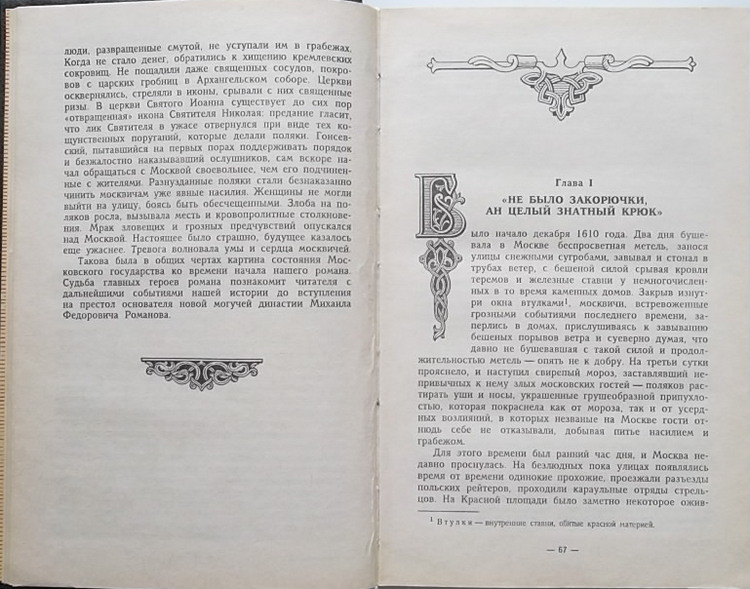 люди, развращенные смутой, не уступали им в грабежах.
Когда не стало денег, обратились к хищению кремлевских
сокровищ. Не пощадили даже священных сосудов, покро-
вов с царских гробниц в Архангельском соборе. Церкви
осквернялись, стреляли в иконы, срывали с них священные
ризы. В церкви Святого Иоанна существует до сих пор
«отвращенная» икона Святителя Николая: предание гласит,
что лик Святителя в ужасе отвернулся при виде тех ко-
щунственных поруганий, которые делали поляки. Гонсев-
ский, пытавшийся на первых порах поддерживать порядок
и безжалостно наказывавший ослушников, сам вскоре на-
чал обращаться с Москвой своевольнее, чем его подчинен-
ные с жителями. Разнузданные поляки стали безнаказанно
чинить москвичам уже явные насилия. Женщины не могли
выйти на улицу, боясь быть обесчещенными. Злоба на по-
ляков росла, вызывала месть и кровопролитные столкнове-
ния. Мрак зловещих и грозных предчувствий опускался
над Москвой. Настоящее было страшно, будущее казалось
еще ужаснее. Тревога волновала умы и сердца москвичей.
Такова была в общих чертах картина состояния Мос-
ковского государства ко времени начала нашего романа.
Судьба главных героев романа познакомит читателя с
дальнейшими событиями нашей истории до вступления
на престол основателя новой могучей династии Михаила
Федоровича Романова.
Глава I
«НЕ БЫЛО ЗАКОРЮЧКИ,
АН ЦЕЛЫЙ ЗНАТНЫЙ КРЮК»
Было начало декабря 1610 года. Два дня буше-
вала в Москве беспросветная метель, занося
улицы снежными сугробами, завывал и стонал в
трубах ветер, с бешеной силой срывая кровли
теремов и железные ставни у немногочислен-
ных в то время каменных домов. Закрыв изнут-
ри окна втулками¹, москвичи, встревоженные
грозными событиями последнего времени, за-
перлись в домах, прислушиваясь к завыванию
бешеных порывов ветра и суеверно думая, что
давно не бушевавшая с такой силой и продол-
жительностью метель — опять не к добру. На третьи сутки
прояснело, и наступил свирепый мороз, заставлявший не-
привычных к нему злых московских гостей — поляков рас-
тирать уши и носы, украшенные грушеобразной припухло-
стью, которая покраснела как от мороза, так и от усерд-
ных возлияний, в которых незваные на Москве гости от-
нюдь себе не отказывали, добывая питье насилием и
грабежом.
Для этого времени был ранний час дня, и Москва не-
давно проснулась. На безлюдных пока улицах появлялись
время от времени одинокие прохожие, проезжали разъезды
польских рейтеров, проходили караульные отряды стрель-
цов. На Красной площади было заметно некоторое ожив-
¹ Втулки — внутренние ставни, обитые красной материей.
— 67 —